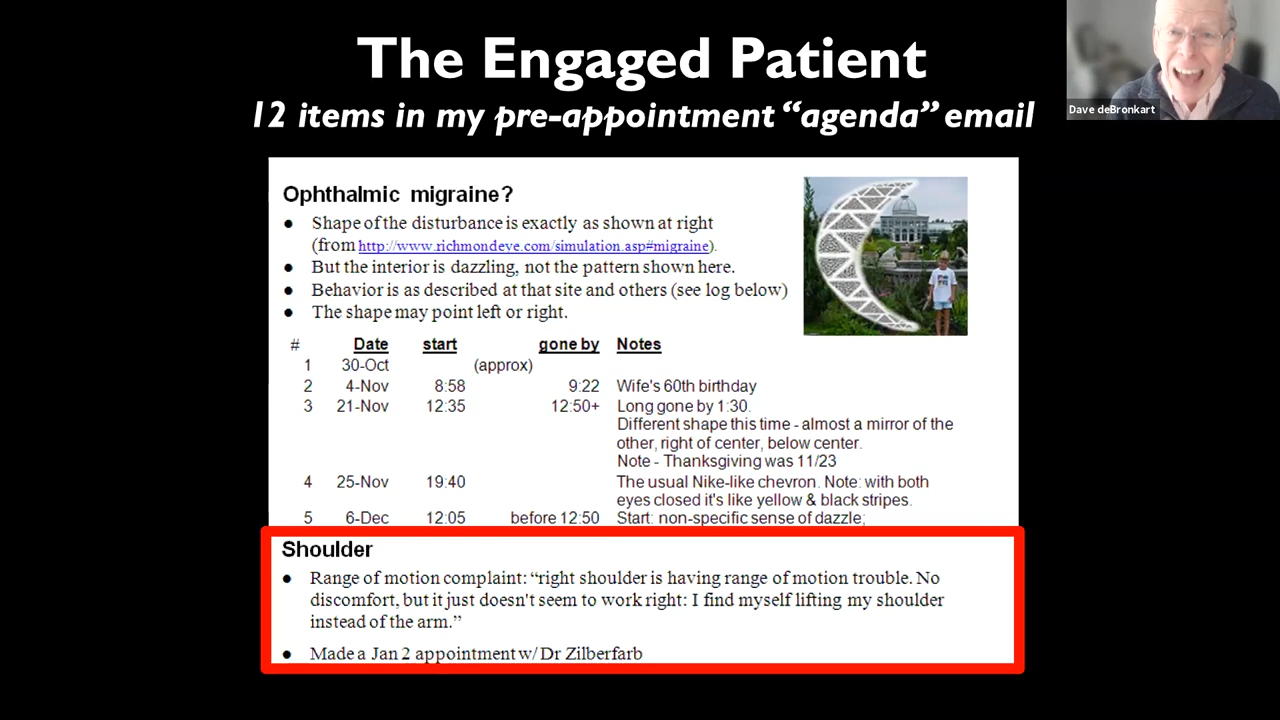 The Engaged Patient
12 items in my pre-appointment “agenda” email
Dave deBronkart
Ophthalmic migraine?
● Shape of the disturbance is exactly as shown at right
(from http://www.richmondeye.com/simulation.asp#migraine).
● But the interior is dazzling, not the pattern shown here.
● Behavior is as described at that site and others (see log below)
● The shape may point left or right.
# Date start gone by Notes
1 30-Oct (approx)
2 4-Nov 8:58 9:22 Wife's 60th birthday
3 21-Nov 12:35 12:50+ Long gone by 1:30.
Different shape this time - almost a mirror of the
other, right of center, below center.
Note - Thanksgiving was 11/23
4 25-Nov 19:40 The usual Nike-like chevron. Note: with both
eyes closed it's like yellow & black stripes.
5 6-Dec 12:05 before 12:50 Start: non-specific sense of dazzle;
Shoulder
● Range of motion complaint: “right shoulder is having range of motion trouble. No
discomfort, but it just doesn't seem to work right: I find myself lifting my shoulder
instead of the arm.”
● Made a Jan 2 appointment w/ Dr Zilberfarb